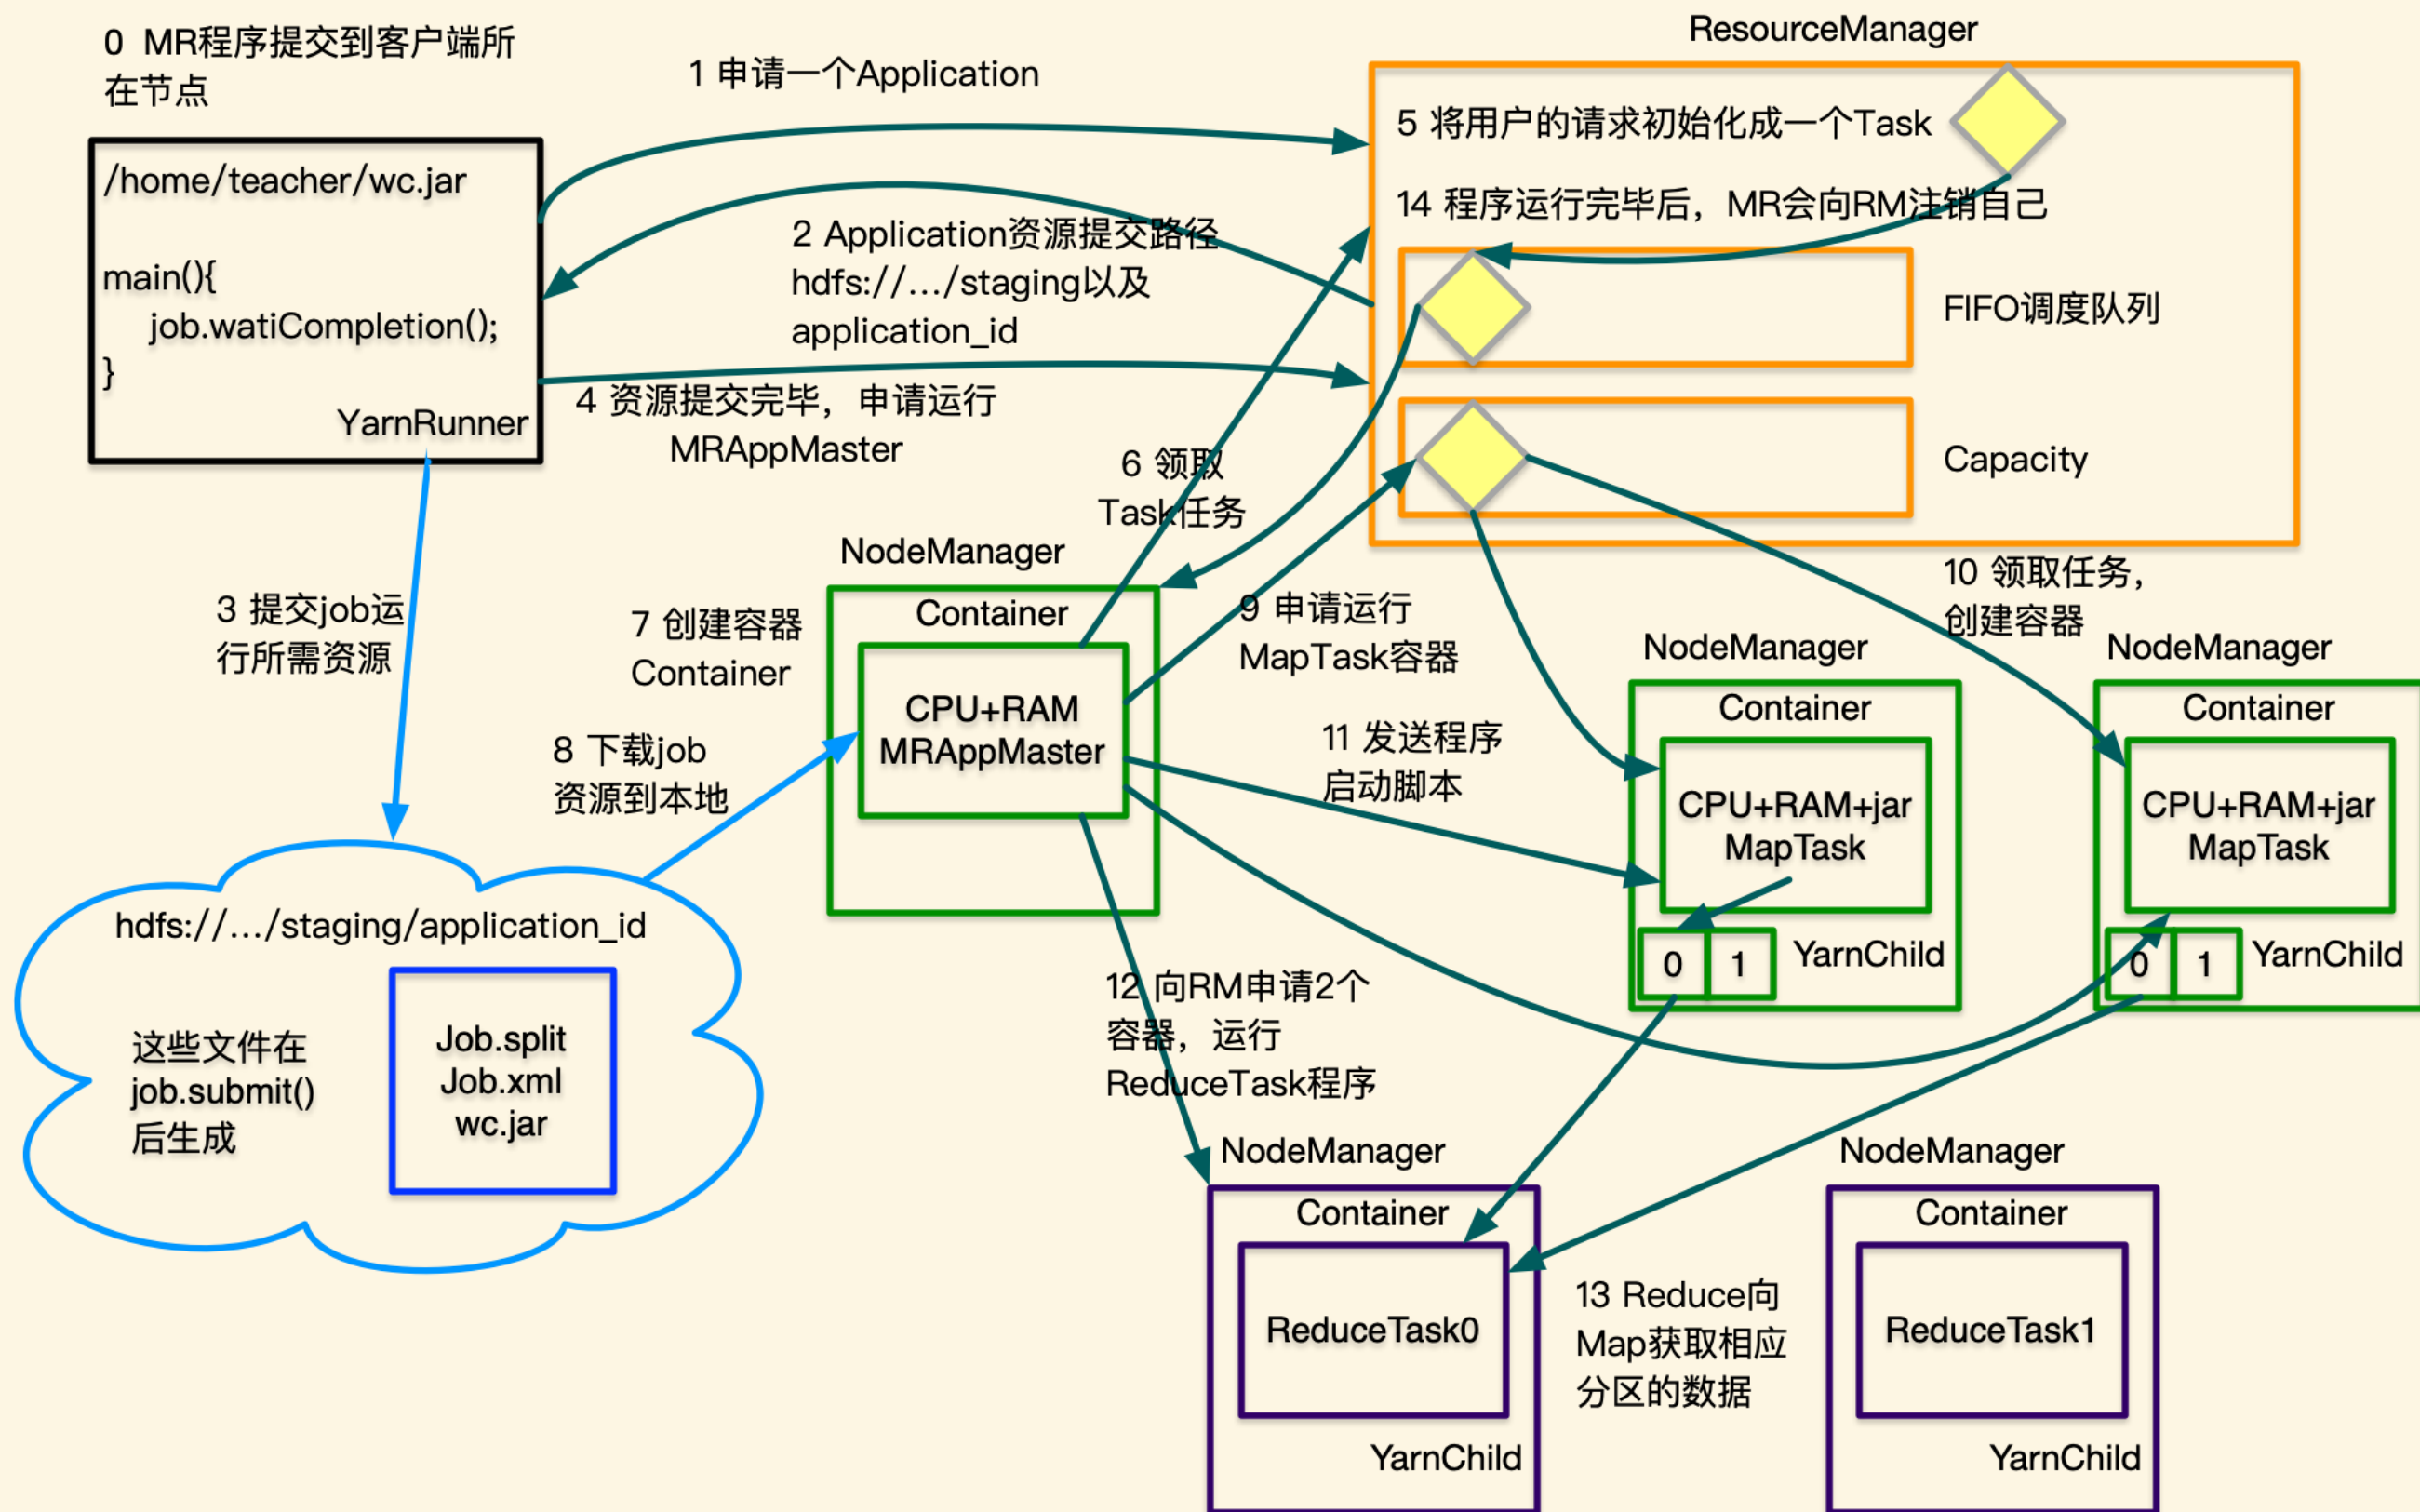 0 MR程序提交到客户端所
在节点
/home/teacher/wc.jar
main(){
job.watiCompletion();
}
YarnRunner
1 申请一个Application
2 Application资源提交路径
hdfs://…/staging以及
application_id
4 资源提交完毕，申请运行
MRAppMaster
ResourceManager
5 将用户的请求初始化成一个Task
14 程序运行完毕后，MR会向RM注销自己
FIFO调度队列
Capacity
3 提交job运
行所需资源
6 领取
Task任务
7 创建容器
Container
8 下载job
资源到本地
NodeManager
Container
CPU+RAM
MRAppMaster
9 申请运行
MapTask容器
10 领取任务，
创建容器
11 发送程序
启动脚本
NodeManager
Container
CPU+RAM+jar
MapTask
0
1
YarnChild
NodeManager
Container
CPU+RAM+jar
MapTask
0
1
YarnChild
hdfs://…/staging/application_id
这些文件在
job.submit()
后生成
Job.split
Job.xml
wc.jar
12 向RM申请2个
容器，运行
ReduceTask程序
NodeManager
Container
ReduceTask0
YarnChild
13 Reduce向
Map获取相应
分区的数据
NodeManager
Container
ReduceTask1
YarnChild